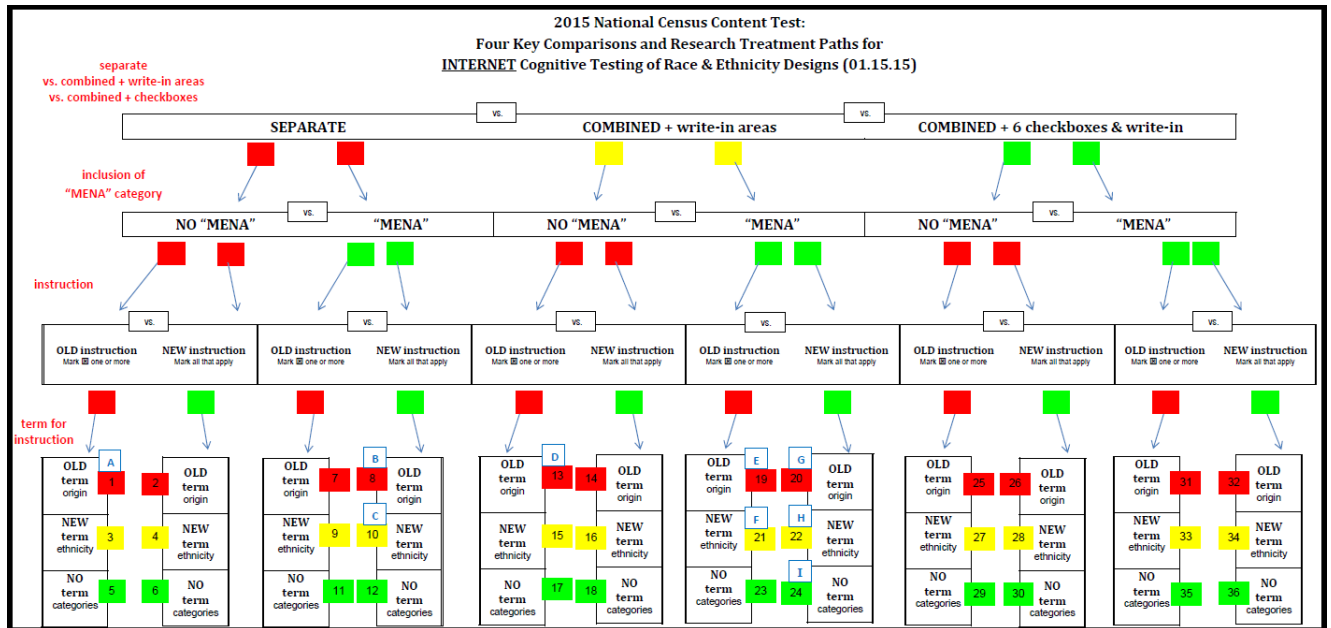 2015 National Census Content Test:
Four Key Comparisons and Research Treatment Paths for
INTERNET Cognitive Testing of Race & Ethnicity Designs (01.15.15)
separate
vs. combined + write-in areas
vs. combined + checkboxes
vs. vs.
SEPARATE COMBINED + write-in areas COMBINED + 6 checkboxes & write-in
inclusion of
“MENA” category
vs. vs. vs.
NO “MENA” “MENA” NO “MENA” “MENA” NO “MENA” “MENA”
instruction
vs. vs. vs. vs. vs. vs.
OLD instruction NEW instruction OLD instruction NEW instruction OLD instruction NEW instruction OLD instruction NEW instruction OLD instruction NEW instruction OLD instruction NEW instruction
Mark ☒ one or more Mark all that apply Mark ☒ one or more Mark all that apply Mark ☒ one or more Mark all that apply Mark ☒ one or more Mark all that apply Mark ☒ one or more Mark all that apply Mark ☒ one or more Mark all that apply
term for
instruction
A B D E G
OLD OLD OLD OLD OLD OLD OLD OLD OLD OLD OLD OLD
term 1 2 term term 7 8 term term 13 14 term term 19 20 term term 25 26 term term 31 32 term
origin origin origin origin origin origin origin origin origin origin origin origin
C F H
NEW NEW NEW NEW NEW NEW NEW NEW NEW NEW NEW NEW
term 3 4 term term 9 10 term term 15 16 term term 21 22 term term 27 28 term term 33 34 term
ethnicity ethnicity ethnicity ethnicity ethnicity ethnicity ethnicity ethnicity ethnicity ethnicity ethnicity ethnicity
I
NO NO NO NO NO NO NO NO NO NO NO NO
term 5 6 term term 11 12 term term 17 18 term term 23 24 term term 29 30 term term 35 36 term
categories categories categories categories categories categories categories categories categories categories categories categories